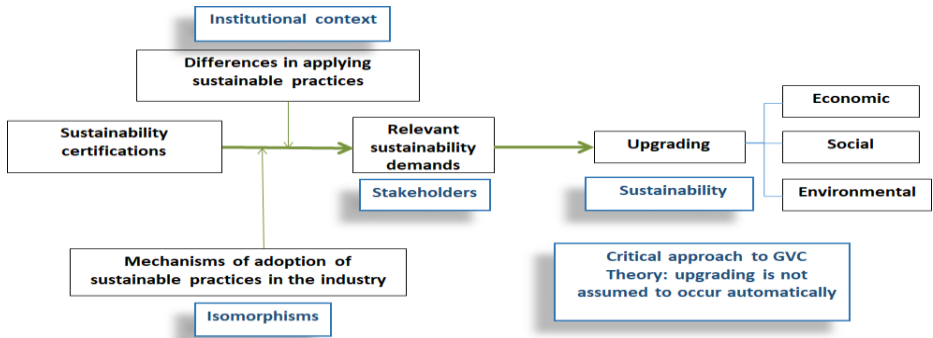 Institutional context
Differences in applying
sustainable practices
Sustainability
certifications
Relevant
sustainability
demands
Upgrading
Economic
Social
Environmental
Stakeholders
Sustainability
Mechanisms of adoption of
sustainable practices in the industry
Isomorphisms
Critical approach to GVC
Theory: upgrading is not
assumed to occur automatically